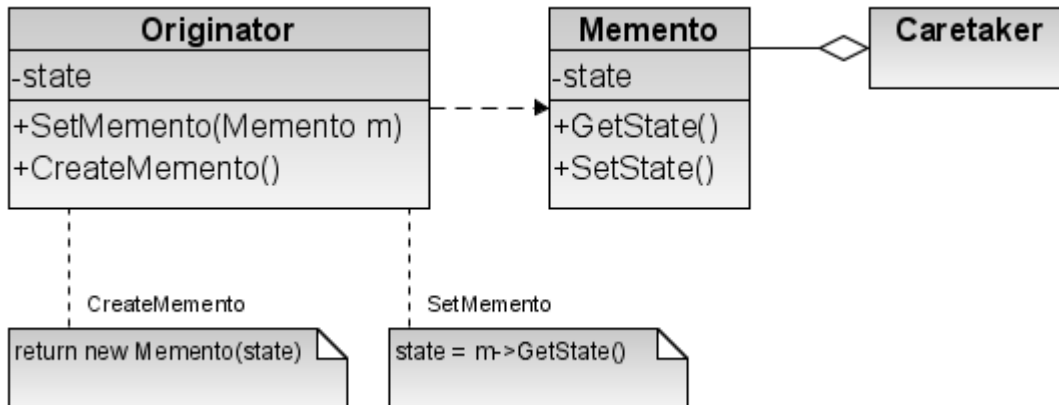 Originator
-state
+SetMemento(Memento m)
+CreateMemento()
Memento
-state
+GetState()
+SetState()
Caretaker
CreateMemento
return new Memento(state)
SetMemento
state = m->GetState()